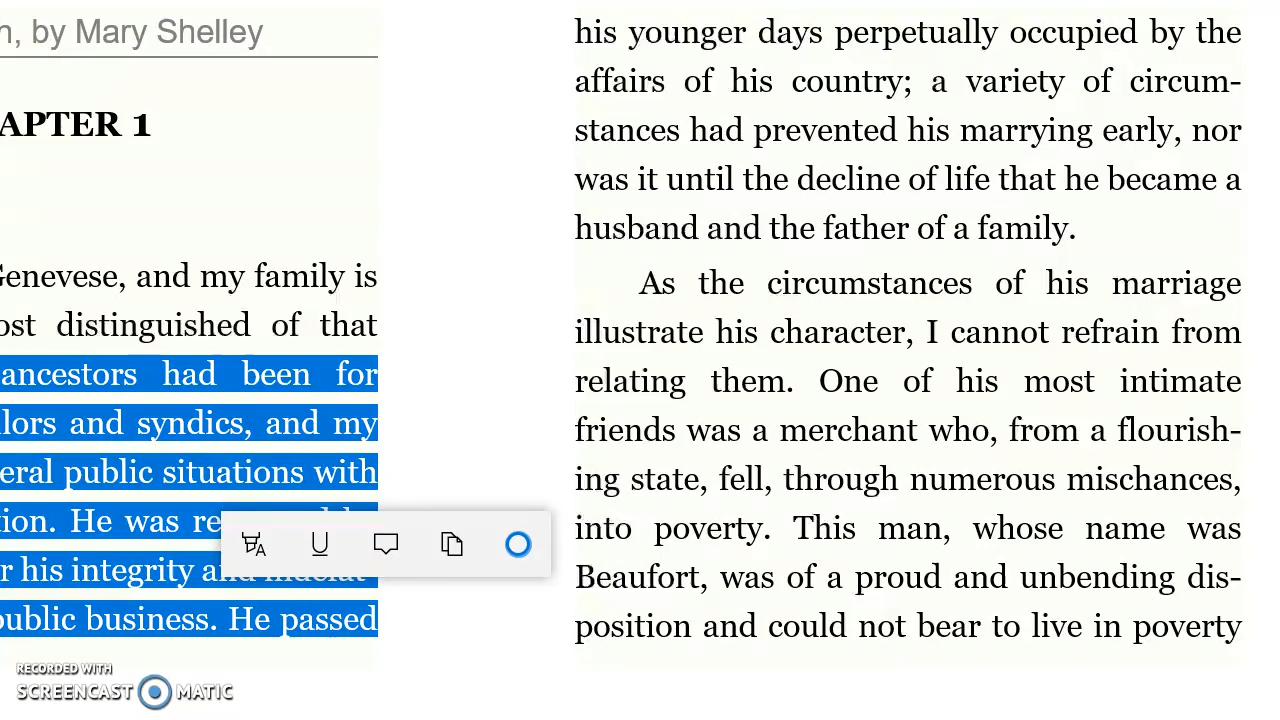 n, by Mary Shelley
APTER 1
Genevese, and my family is
ost distinguished of that
ancestors had been for
lors and syndics, and my
eral public situations with
ion. He was re
r his integrity and
public business. He passed
his younger days perpetually occupied by the
affairs of his country; a variety of circum-
stances had prevented his marrying early, nor
was it until the decline of life that he became a
husband and the father of a family.
As the circumstances of his marriage
illustrate his character, I cannot refrain from
relating them. One of his most intimate
friends was a merchant who, from a flourish-
ing state, fell, through numerous mischances,
into poverty. This man, whose name was
Beaufort, was of a proud and unbending dis-
position and could not bear to live in poverty
RECORDED WITH
SCREENCAST MATIC